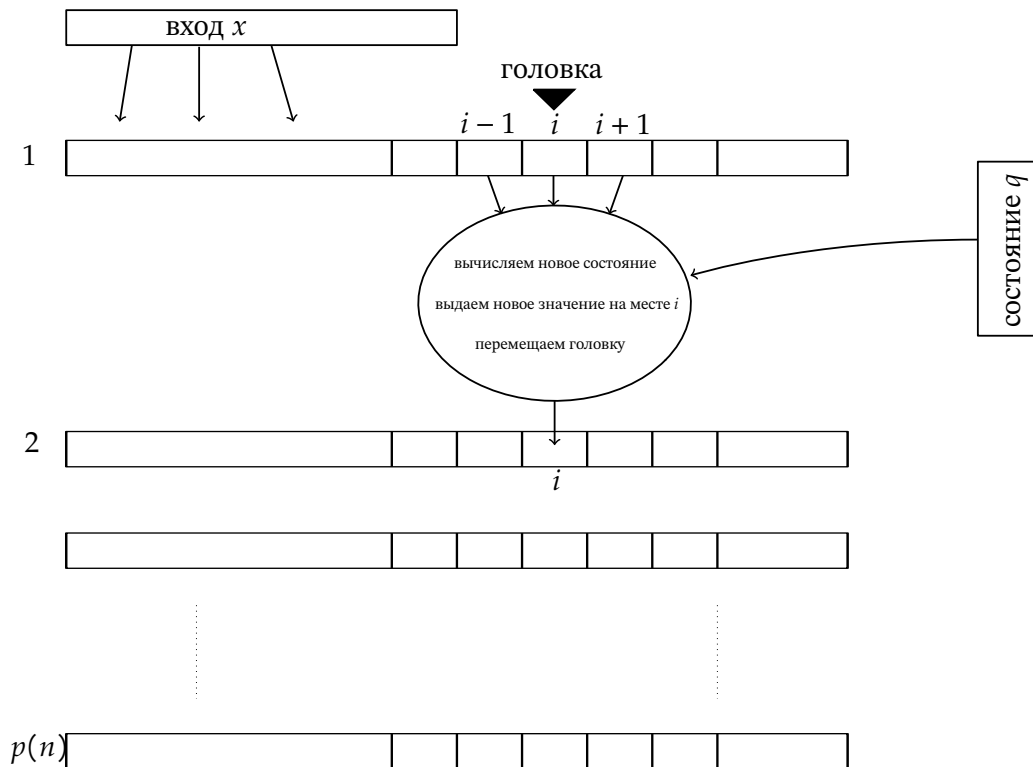 вход x
головка
i − 1 i i + 1
1
состояние q
вычисляем новое состояние
выдаем новое значение на месте i
перемещаем головку
2
i
p(n)